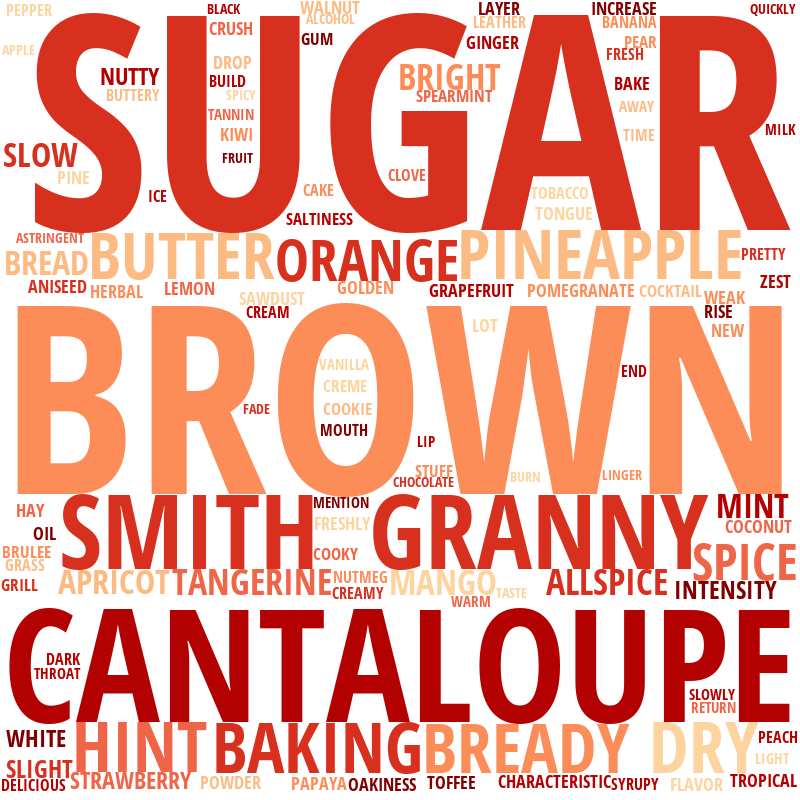 PEPPER BLACK WALNUT LAYER INCREASE QUICKLY
ALCOHOL LEATHER BANANA
CRUSH GUM GINGER PEAR
APPLE FRESH
SUGAR
DROP
NUTTY BUILD BRIGHT BAKE
BUTTERY SPICY SPEARMINT
TANNIN AWAY
KIWI TIME MILK
SLOW FRUIT
PINE CLOVE
ICE CAKE TOBACCO
SALTINESS TONGUE
ASTRINGENT
BREAD BUTTER ORANGE PINEAPPLE PRETTY
ANISEED HERBAL LEMON GOLDEN GRAPEFRUIT POMEGRANATE COCKTAIL WEAK ZEST
SAWDUST
CREAM RISE
LOT NEW
BROWN
VANILLA END
CREME
FADE COOKIE
MOUTH
LIP
STUFF
CHOCOLATE BURN LINGER
HAY MENTION MINT
SMITH GRANNY
OIL FRESHLY COCONUT
BRULEE COOKY SPICE
GRASS
GRILL APRICOT TANGERINE NUTMEG MANGO TASTE ALLSPICE INTENSITY
CREAMY WARM
CANTALOUPE
DARK
THROAT
SLOWLY
RETURN
WHITE HINT BAKING BREADY DRY PEACH
SLIGHT LIGHT
DELICIOUS STRAWBERRY POWDER PAPAYA OAKINESS TOFFEE CHARACTERISTIC SYRUPY FLAVOR TROPICAL